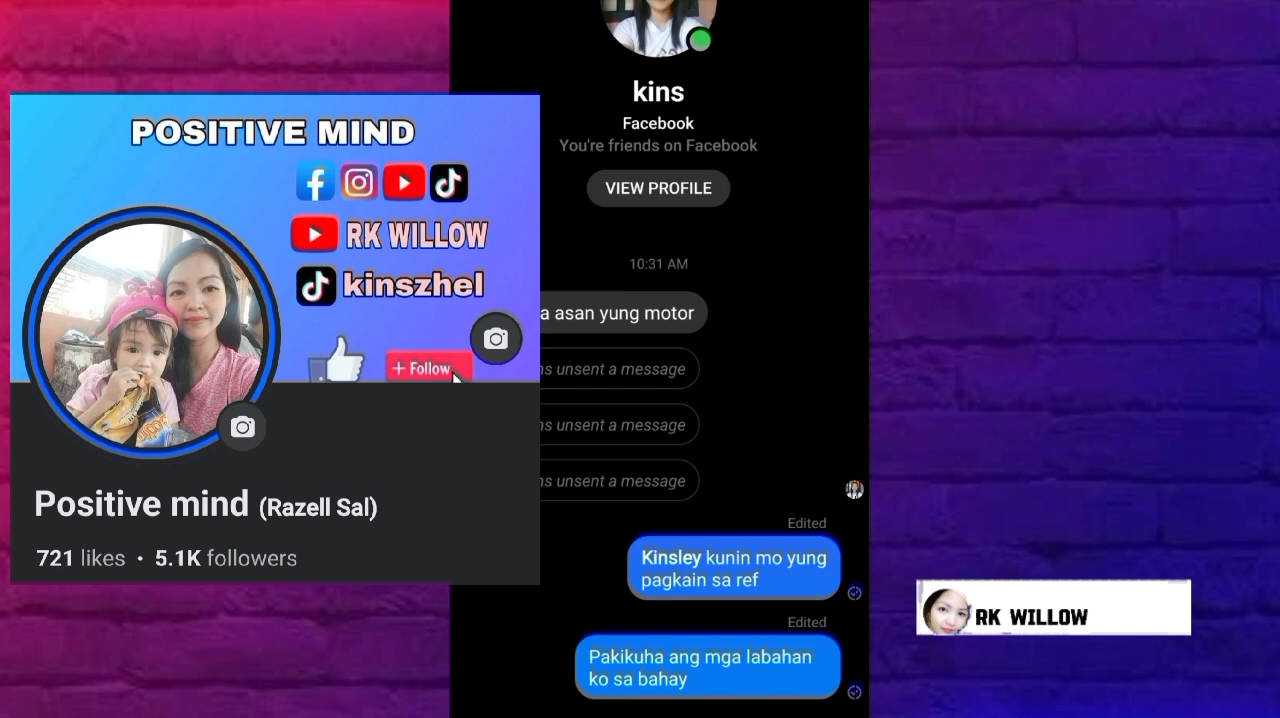 POSITIVE MIND
RK WILLOW
kinszhel
+ Follow
Positive mind (Razell Sal)
721 likes • 5.1K followers
kins
Facebook
You're friends on Facebook
VIEW PROFILE
10:31 AM
a asan yung motor
ns unsent a message
ns unsent a message
ns unsent a message
Edited
Kinsley kunin mo yung
pagkain sa ref
Edited
Pakikuha ang mga labahan
ko sa bahay
RK WILLOW